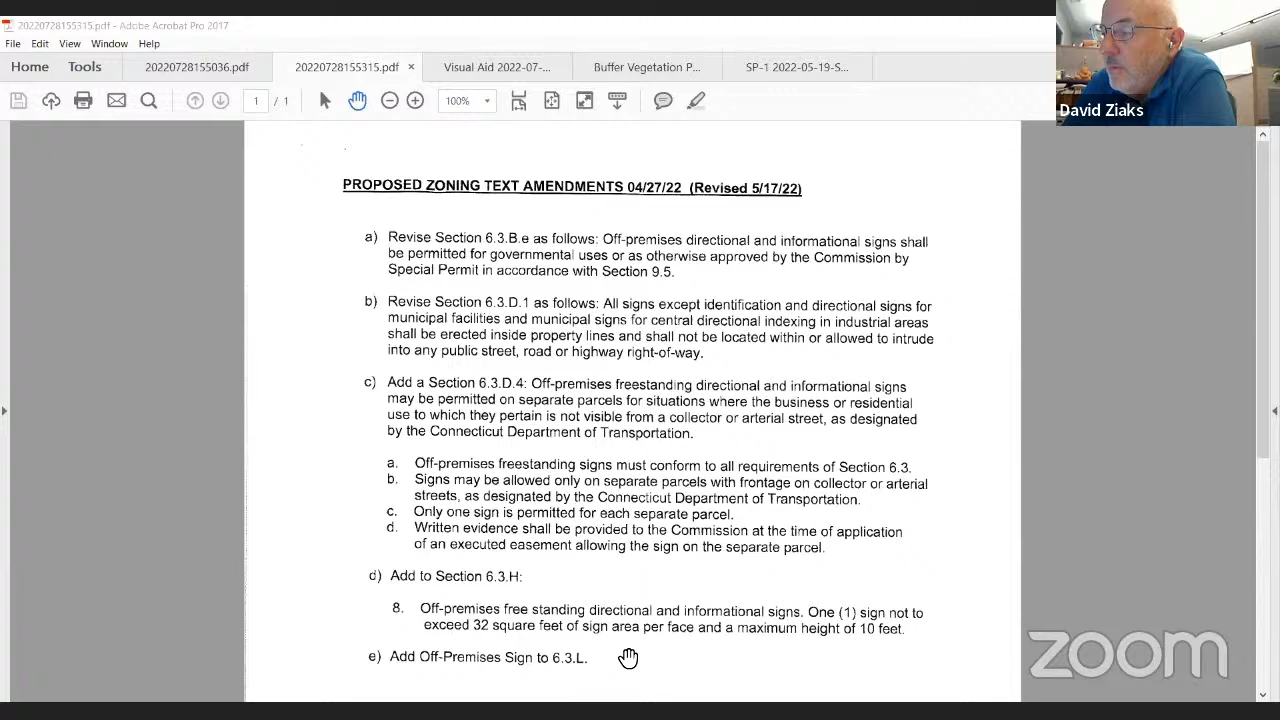 20220728155315.pdf - Adobe Acrobat Pro 2017
File Edit View Window Help
Home Tools 20220728155036.pdf 20220728155315.pdf × Visual Aid 2022-07-... Buffer Vegetation P... SP-1 2022-05-19-S...
1 / 1 100%
David Ziaks
PROPOSED ZONING TEXT AMENDMENTS 04/27/22 (Revised 5/17/22)
a) Revise Section 6.3.B.e as follows: Off-premises directional and informational signs shall
be permitted for governmental uses or as otherwise approved by the Commission by
Special Permit in accordance with Section 9.5.
b) Revise Section 6.3.D.1 as follows: All signs except identification and directional signs for
municipal facilities and municipal signs for central directional indexing in industrial areas
shall be erected inside property lines and shall not be located within or allowed to intrude
into any public street, road or highway right-of-way.
c) Add a Section 6.3.D.4: Off-premises freestanding directional and informational signs
may be permitted on separate parcels for situations where the business or residential
use to which they pertain is not visible from a collector or arterial street, as designated
by the Connecticut Department of Transportation.
a. Off-premises freestanding signs must conform to all requirements of Section 6.3.
b. Signs may be allowed only on separate parcels with frontage on collector or arterial
streets, as designated by the Connecticut Department of Transportation.
c. Only one sign is permitted for each separate parcel.
d. Written evidence shall be provided to the Commission at the time of application
of an executed easement allowing the sign on the separate parcel.
d) Add to Section 6.3.H:
8. Off-premises free standing directional and informational signs. One (1) sign not to
exceed 32 square feet of sign area per face and a maximum height of 10 feet.
e) Add Off-Premises Sign to 6.3.L.
zoom